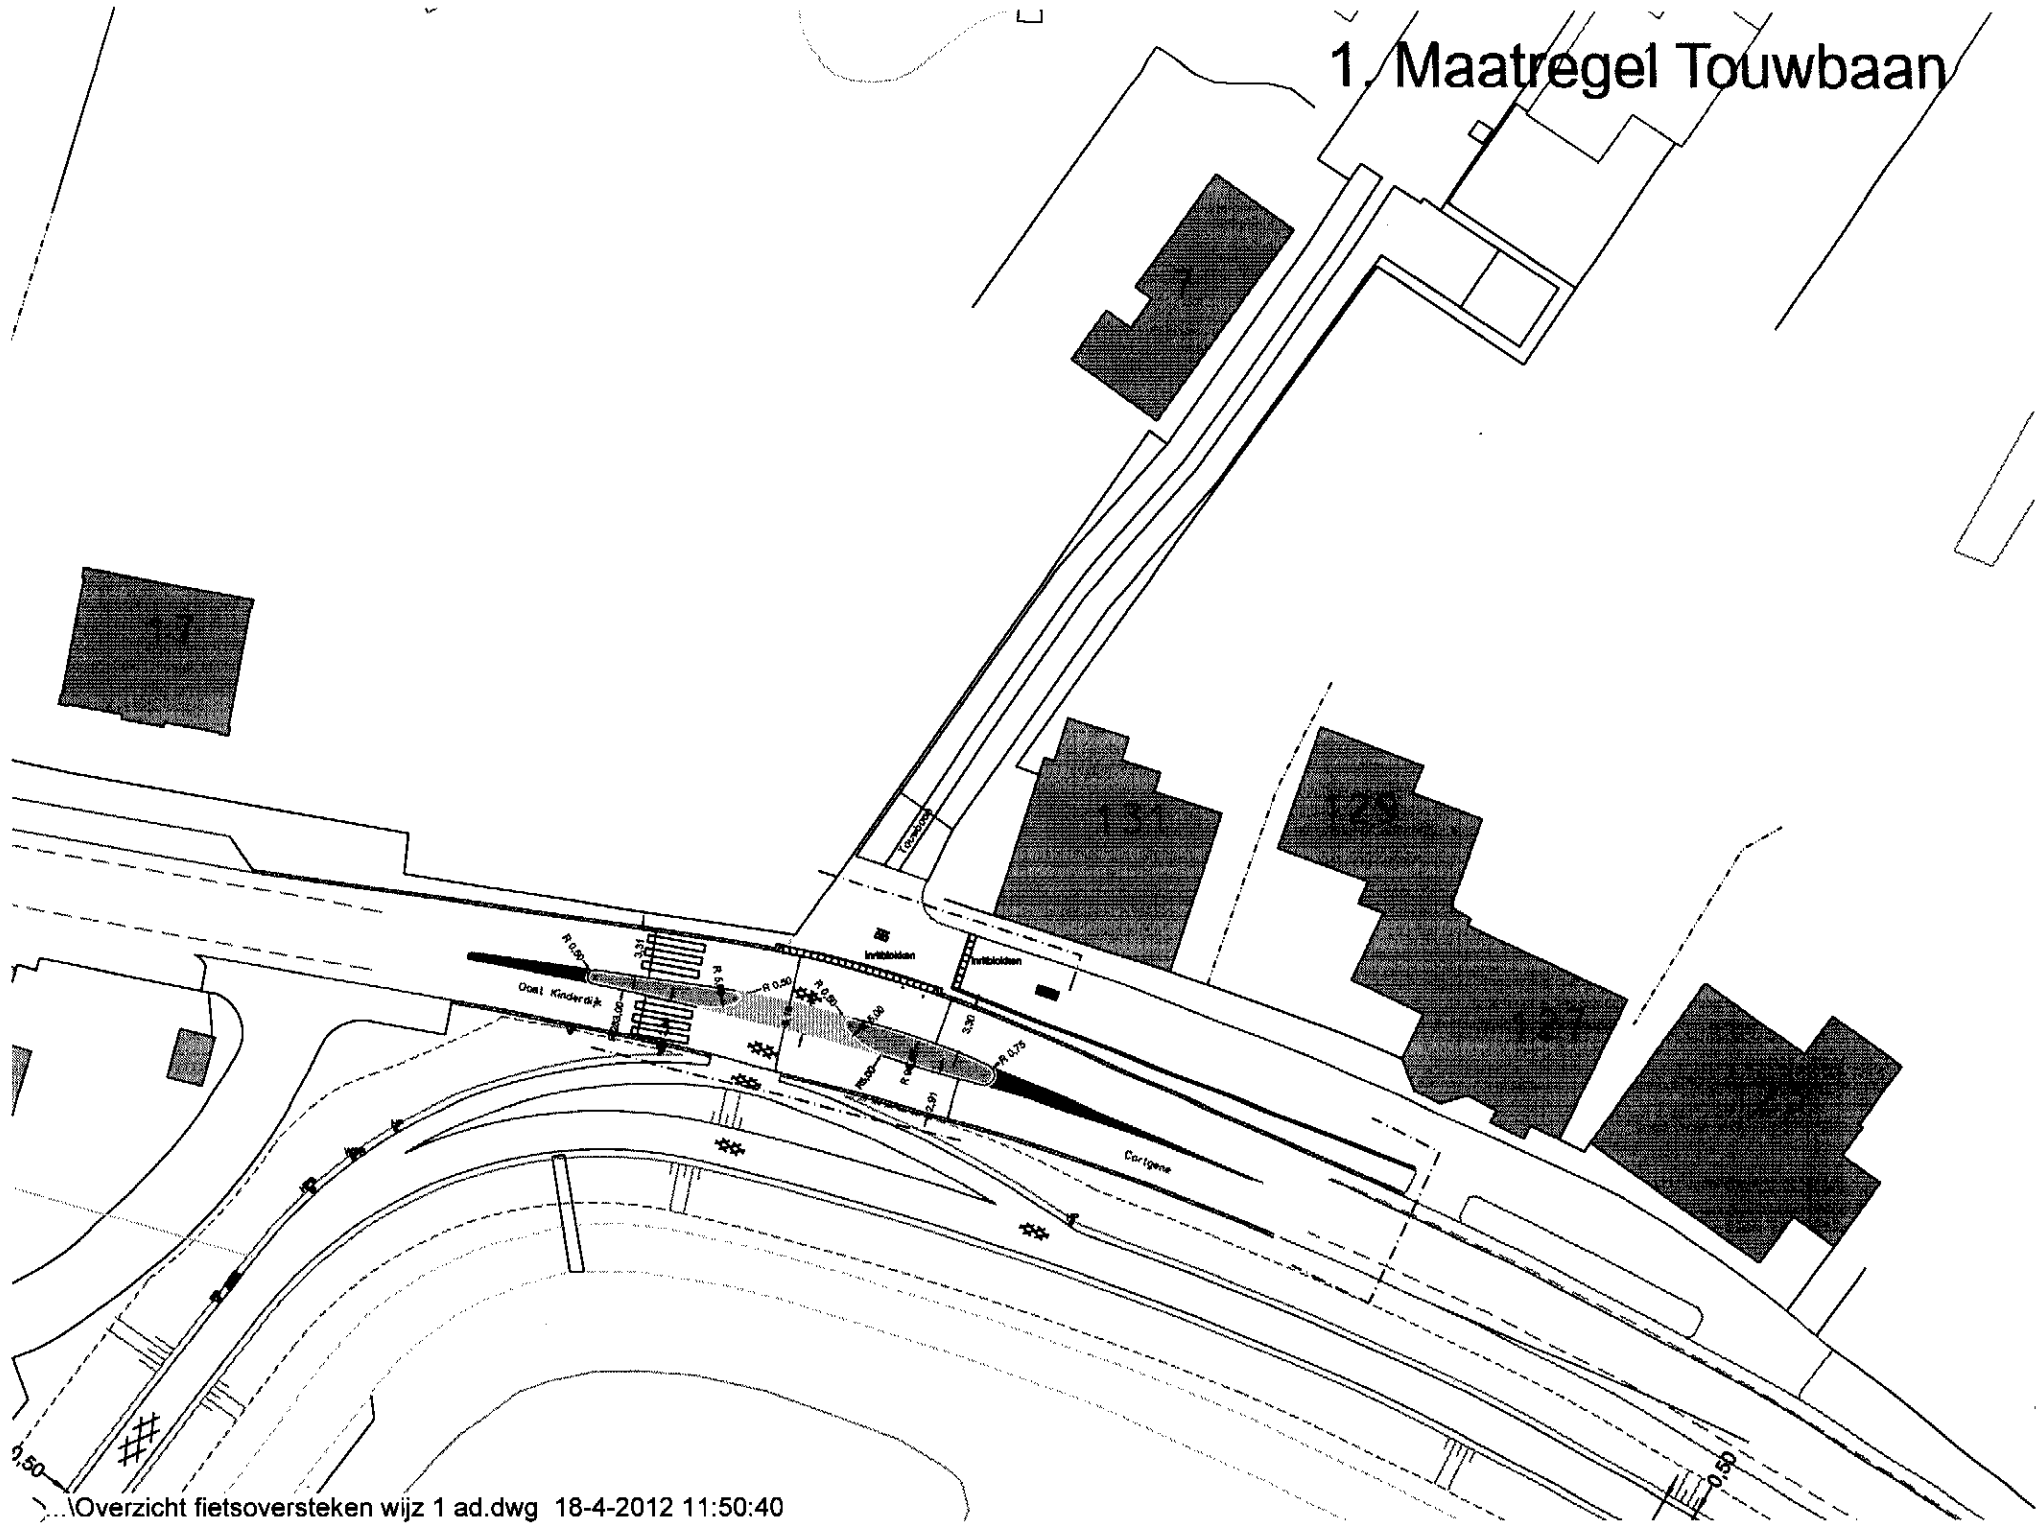 1. Maatregel Touwbaan
7
17
131
129
127
Touwbaan
Inritblokken
Inritblokken
R 0,50
3,31
R 0,50
R 0,50
Oost Kinderdijk
3,30
R 0,75
R5,00
2,91
Cortgene
0,50
0,50
...\Overzicht fietsoversteken wijz 1 ad.dwg 18-4-2012 11:50:40